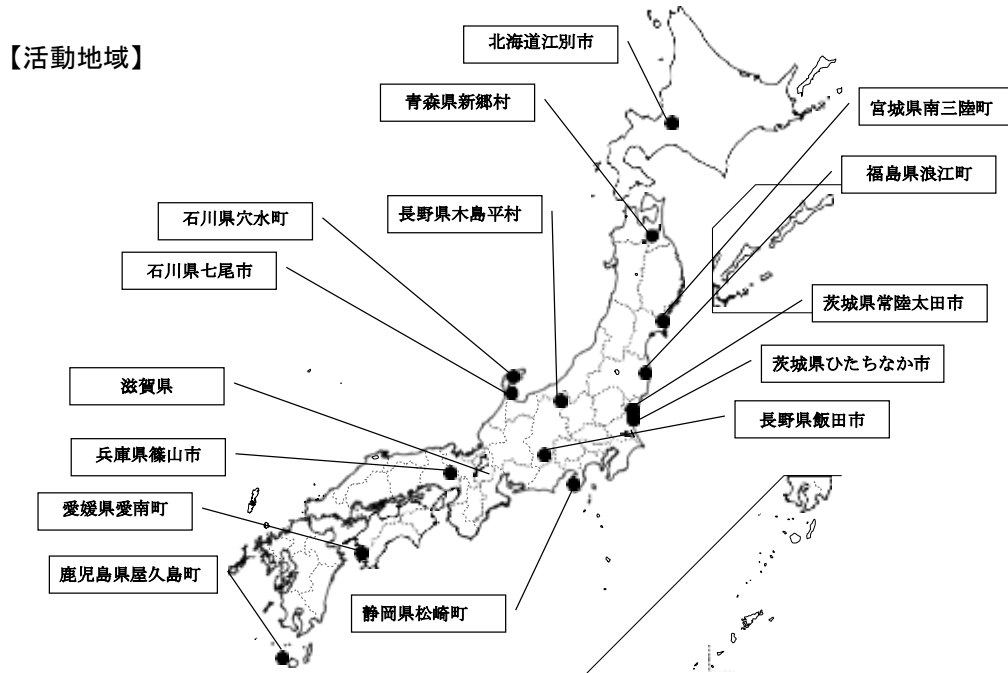 【活動地域】
北海道江別市
青森県新郷村
宮城県南三陸町
福島県浪江町
石川県穴水町
長野県木島平村
石川県七尾市
茨城県常陸太田市
茨城県ひたちなか市
滋賀県
長野県飯田市
兵庫県篠山市
愛媛県愛南町
鹿児島県屋久島町
静岡県松崎町